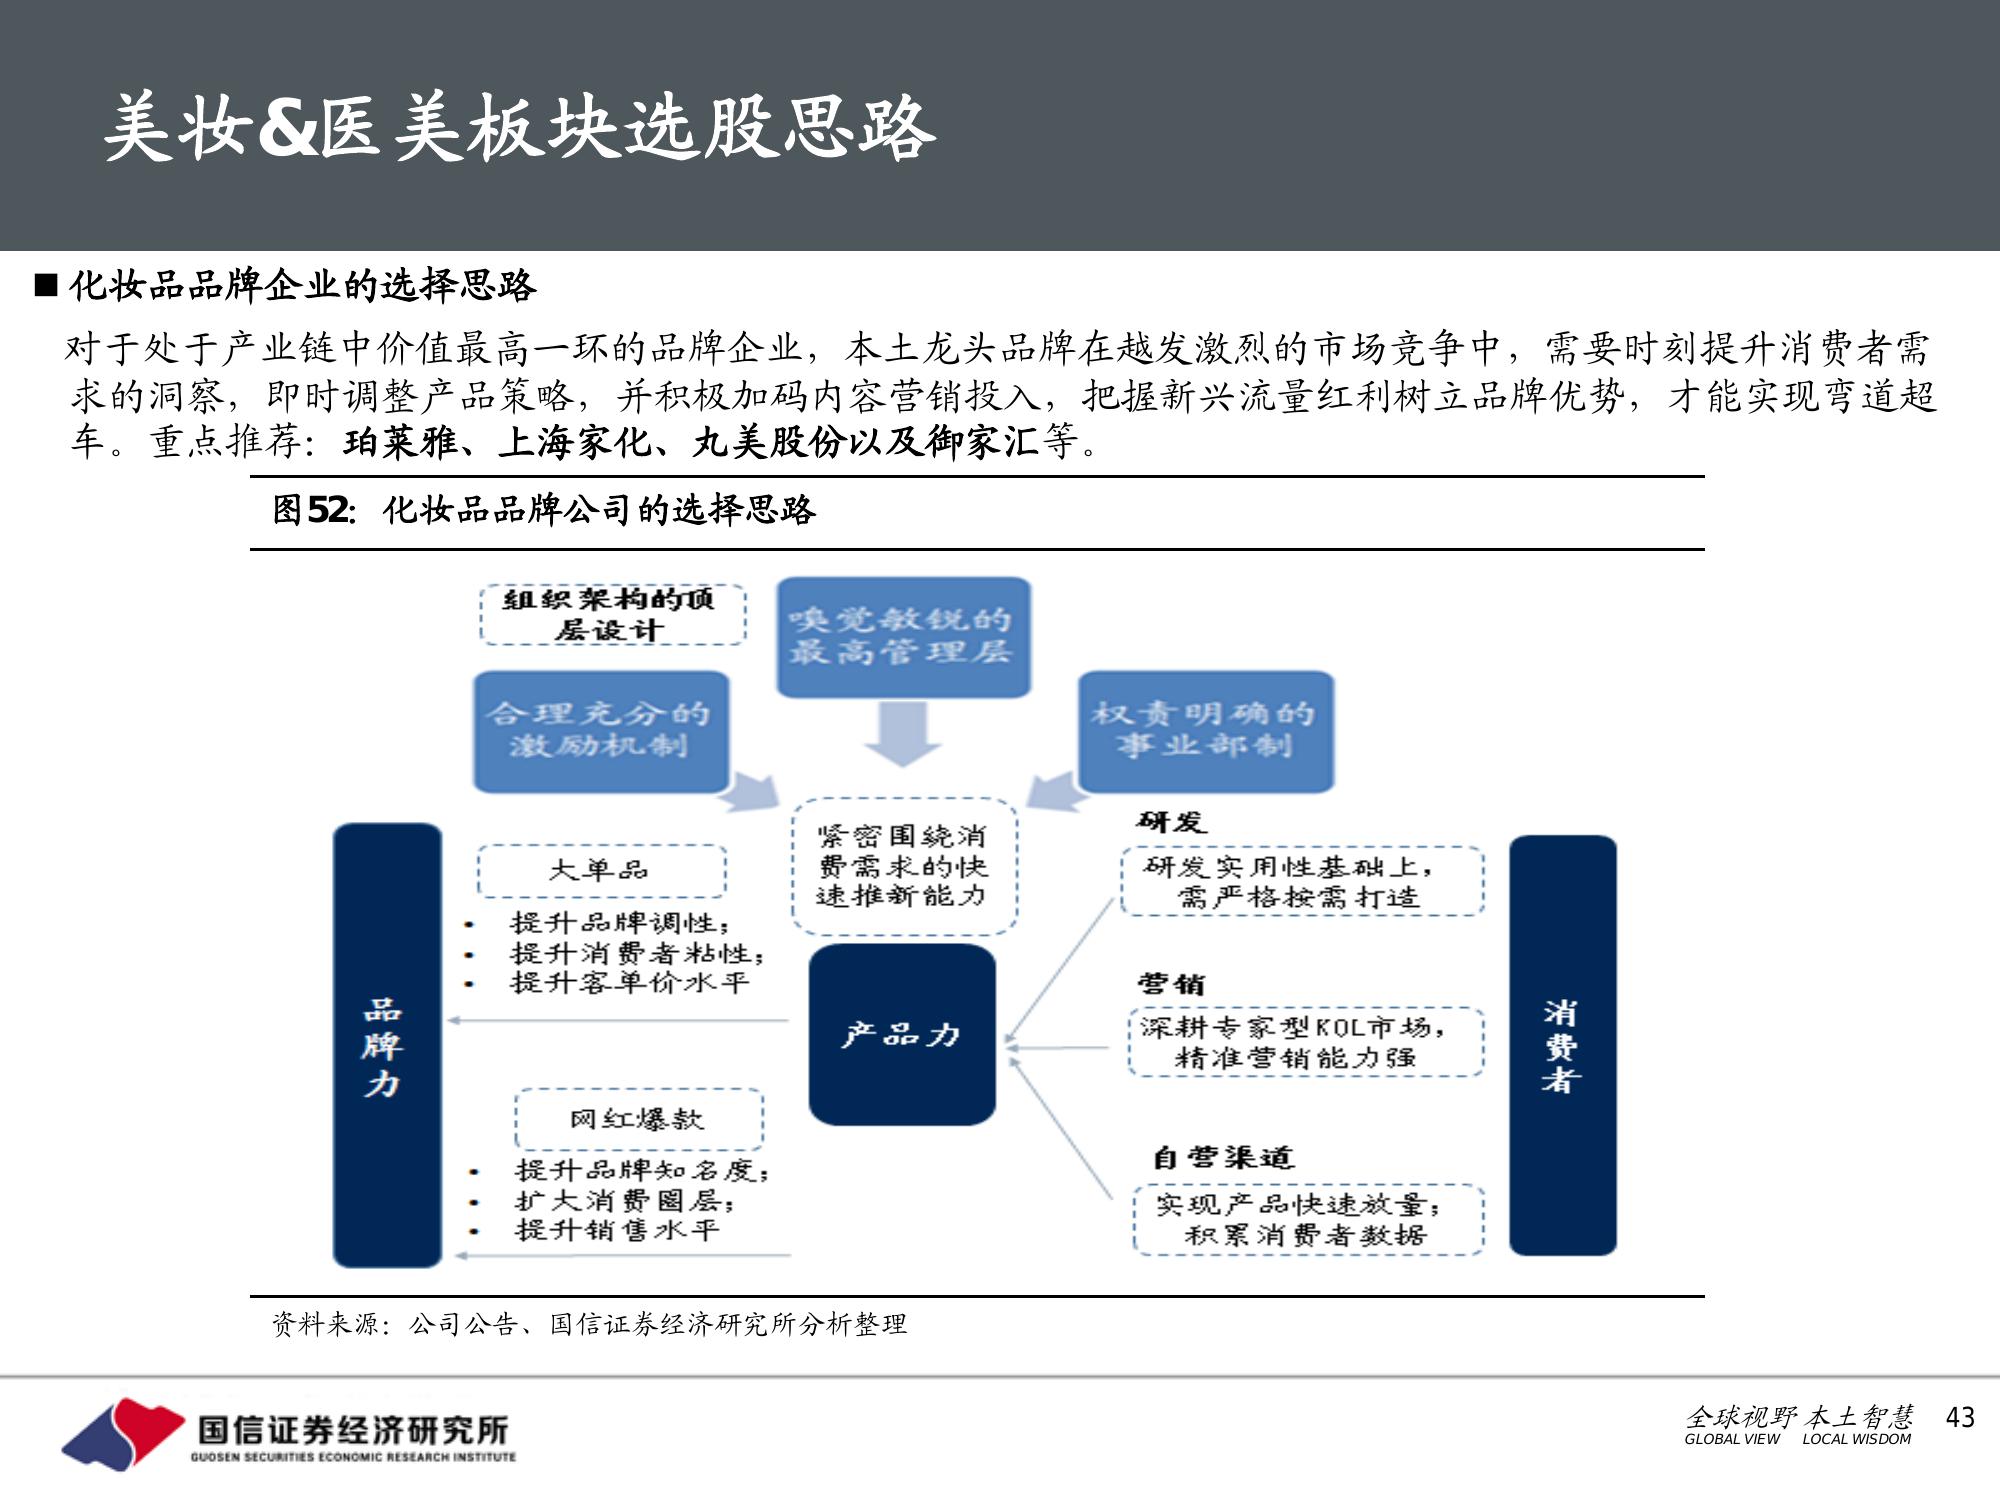 美妆&医美板块选股思路
■ 化妆品品牌企业的选择思路
对于处于产业链中价值最高一环的品牌企业，本土龙头品牌在越发激烈的市场竞争中，需要时刻提升消费者需
求的洞察，即时调整产品策略，并积极加码内容营销投入，把握新兴流量红利树立品牌优势，才能实现弯道超
车。重点推荐：珀莱雅、上海家化、丸美股份以及御家汇等。
图52：化妆品品牌公司的选择思路
组织架构的顶
层设计
嗅觉敏锐的
最高管理层
合理充分的
激励机制
权责明确的
事业部制
紧密围绕消
费需求的快
速推新能力
品
牌
力
大单品
• 提升品牌调性；
• 提升消费者粘性；
• 提升客单价水平
网红爆款
• 提升品牌知名度；
• 扩大消费圈层；
• 提升销售水平
产品力
研发
研发实用性基础上，
需严格按需打造
营销
深耕专家型KOL市场，
精准营销能力强
自营渠道
实现产品快速放量；
积累消费者数据
消
费
者
资料来源：公司公告、国信证券经济研究所分析整理
国信证券经济研究所
GUOSEN SECURITIES ECONOMIC RESEARCH INSTITUTE
全球视野 本土智慧
GLOBAL VIEW LOCAL WISDOM
43